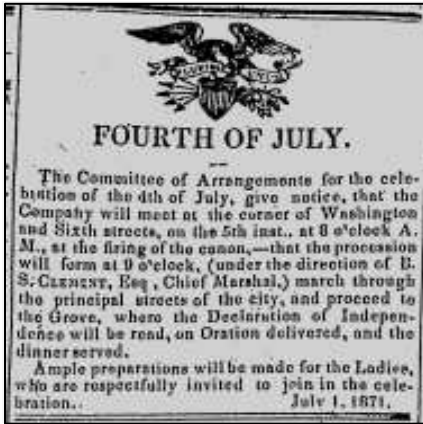 PLURIBUS UNUM
FOURTH OF JULY.
The Committee of Arrangements for the cele-
bration of the 4th of July, give notice, that the
Company will meet at the corner of Washington
and Sixth streets, on the 5th inst., at 8 o'clock A.
M., at the firing of the canon,—that the procession
will form at 9 o'clock, (under the direction of B.
S. CLEMENT, Esq , Chief Marshal,) march through
the principal streets of the city, and proceed to
the Grove, where the Declaration of Indepen-
dence will be read, an Oration delivered, and the
dinner served.
Ample preparations will be made for the Ladies,
who are respectfully invited to join in the cele-
bration. July 1, 1871.